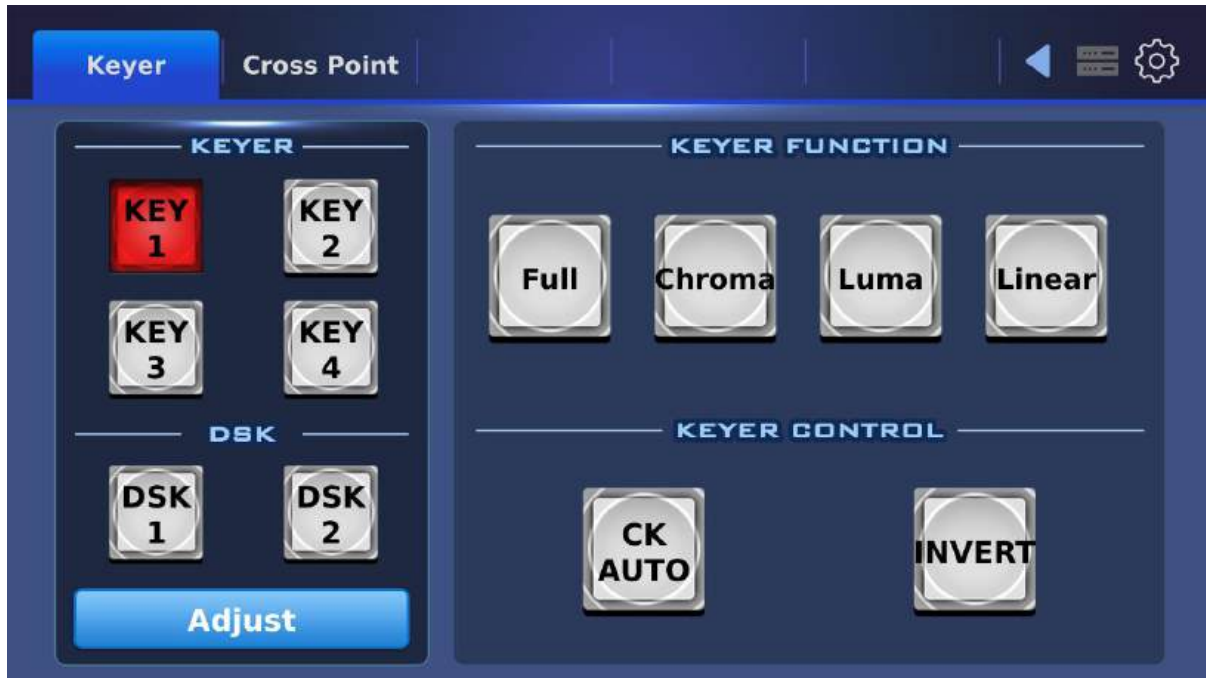 Keyer
Cross Point
KEYER
KEY
1
KEY
2
KEY
3
KEY
4
DSK
DSK
1
DSK
2
Adjust
KEYER FUNCTION
Full
Chroma
Luma
Linear
KEYER CONTROL
CK
AUTO
INVERT